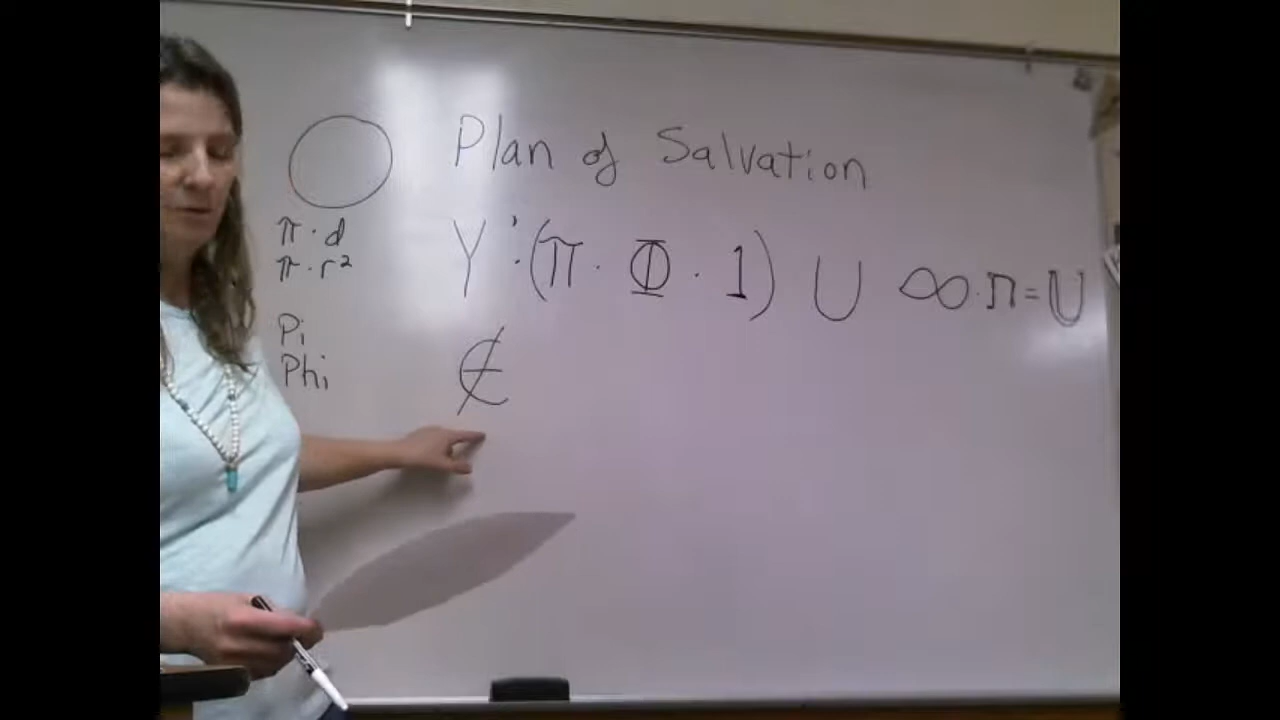 Plan of Salvation
π · d
π · r²
Y ⁏ (π · Φ · 1) ∪ ∞ · n = U
Pi
Phi
∉